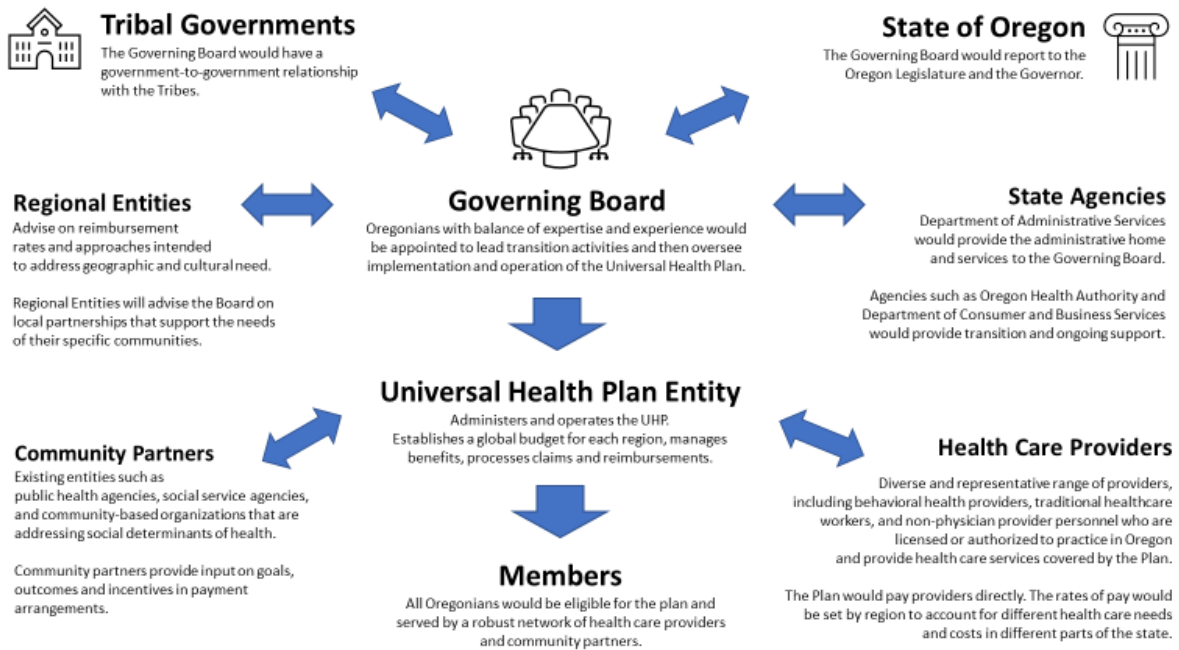 Tribal Governments
The Governing Board would have a
government-to-government relationship
with the Tribes.
State of Oregon
The Governing Board would report to the
Oregon Legislature and the Governor.
Regional Entities
Advise on reimbursement
rates and approaches intended
to address geographic and cultural need.
Regional Entities will advise the Board on
local partnerships that support the needs
of their specific communities.
Governing Board
Oregonians with balance of expertise and experience would
be appointed to lead transition activities and then oversee
implementation and operation of the Universal Health Plan.
State Agencies
Department of Administrative Services
would provide the administrative home
and services to the Governing Board.
Agencies such as Oregon Health Authority and
Department of Consumer and Business Services
would provide transition and ongoing support.
Universal Health Plan Entity
Administers and operates the UHP.
Establishes a global budget for each region, manages
benefits, processes claims and reimbursements.
Community Partners
Existing entities such as
public health agencies, social service agencies,
and community-based organizations that are
addressing social determinants of health.
Community partners provide input on goals,
outcomes and incentives in payment
arrangements.
Health Care Providers
Diverse and representative range of providers,
including behavioral health providers, traditional healthcare
workers, and non-physician provider personnel who are
licensed or authorized to practice in Oregon
and provide health care services covered by the Plan.
The Plan would pay providers directly. The rates of pay would
be set by region to account for different health care needs
and costs in different parts of the state.
Members
All Oregonians would be eligible for the plan and
served by a robust network of health care providers
and community partners.